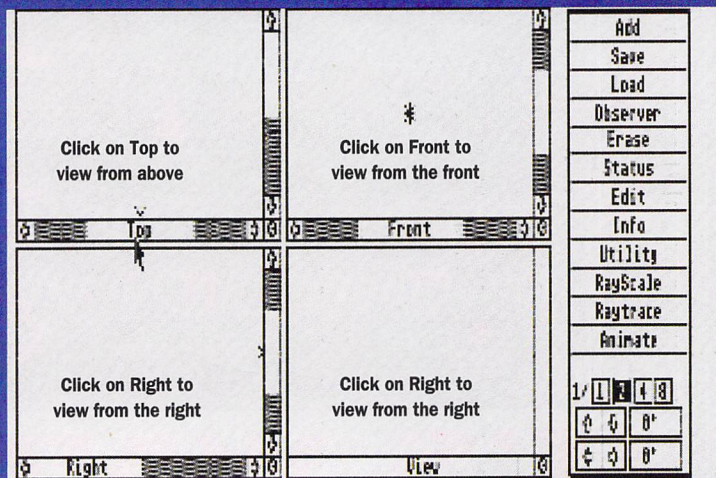 Click on Top to
view from above
Top
Click on Front to
view from the front
Front
Click on Right to
view from the right
Right
Click on Right to
view from the right
View
Add
Save
Load
Observer
Erase
Status
Edit
Info
Utility
RayScale
Raytrace
Animate
1/ 1 2 4 8
0°
0°